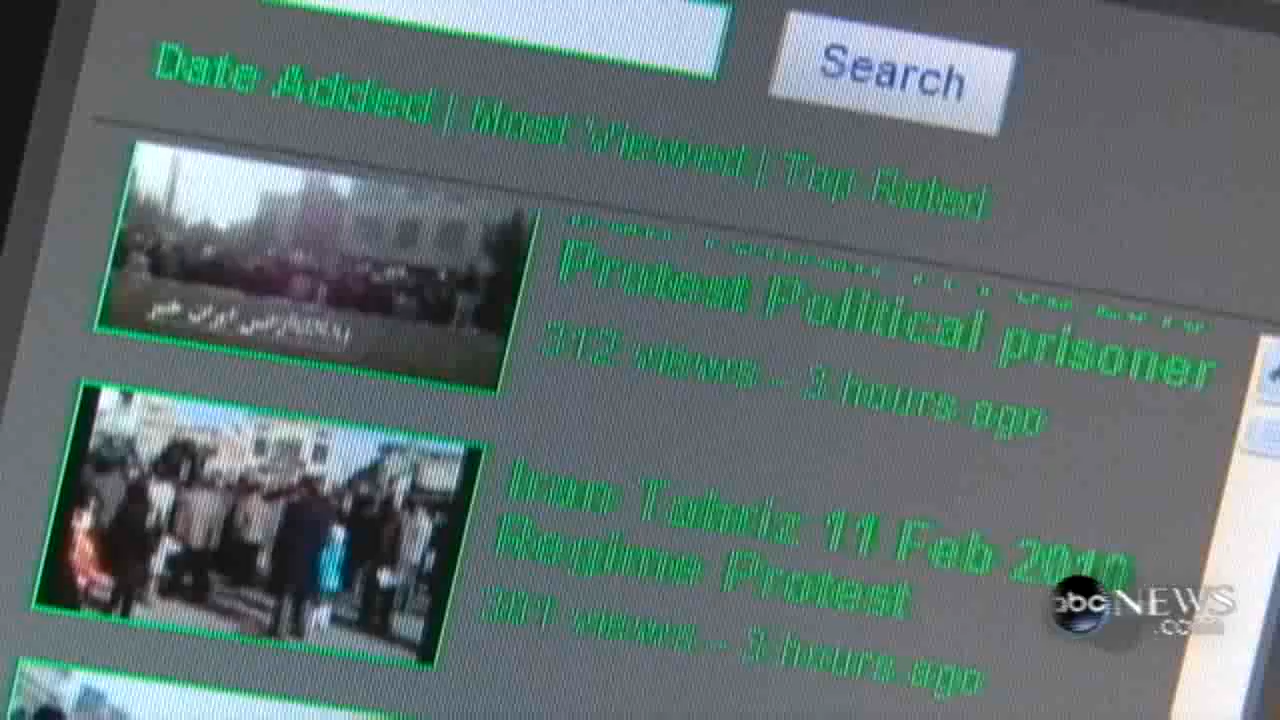 Search
Date Added | Most Viewed | Top Rated
Protest Political prisoner
312 views - 3 hours ago
Iran Tabriz 11 Feb 2010
Regime Protest
views - 3 hours ago
abc NEWS
.com